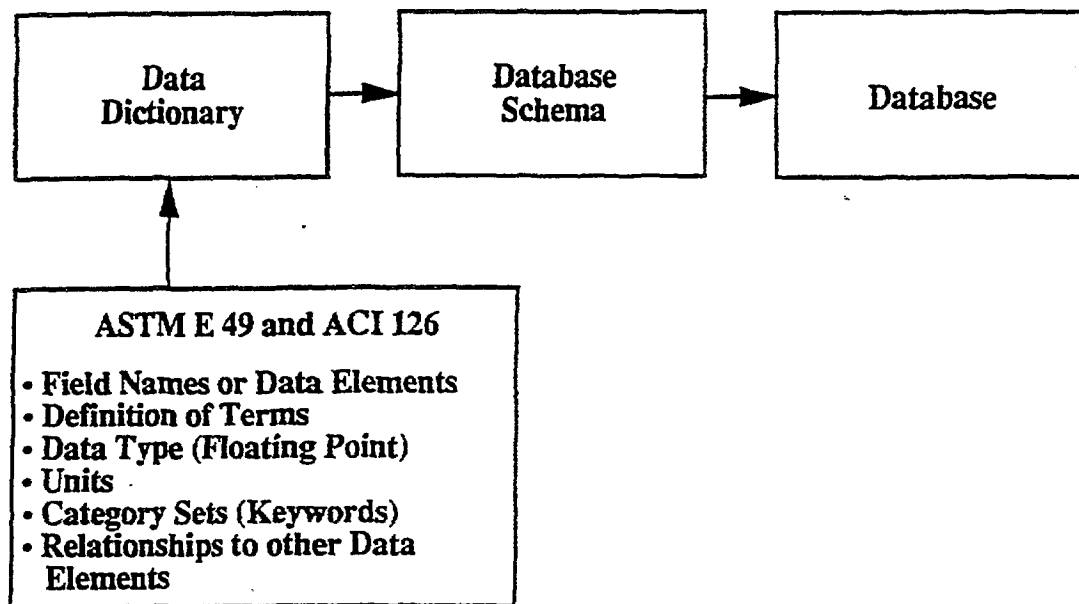 Data
Dictionary
Database
Schema
Database
ASTM E 49 and ACI 126
• Field Names or Data Elements
• Definition of Terms
• Data Type (Floating Point)
• Units
• Category Sets (Keywords)
• Relationships to other Data
Elements